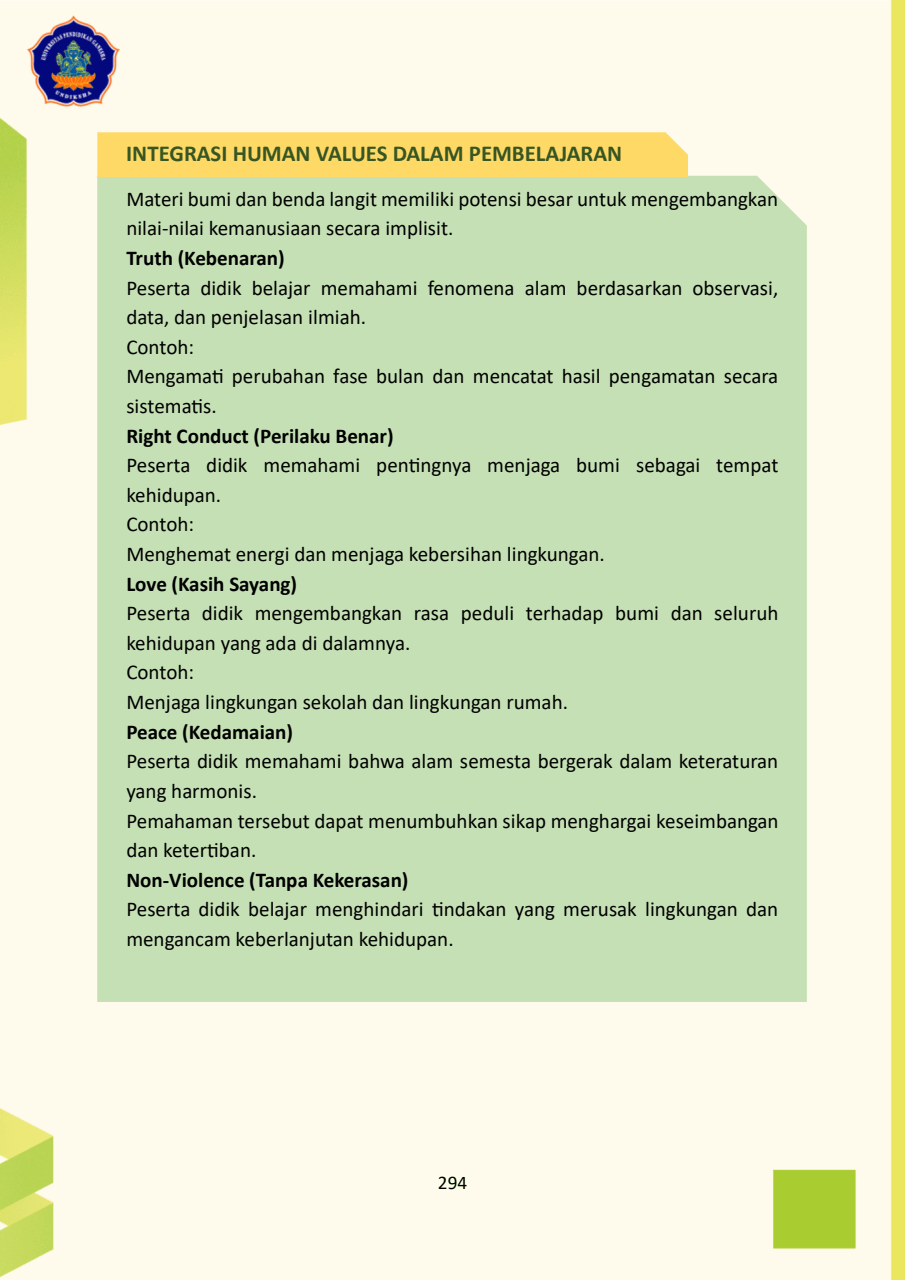 UNIVERSITAS PENDIDIKAN GANESHA
UNDIKSHA
INTEGRASI HUMAN VALUES DALAM PEMBELAJARAN
Materi bumi dan benda langit memiliki potensi besar untuk mengembangkan
nilai-nilai kemanusiaan secara implisit.
Truth (Kebenaran)
Peserta didik belajar memahami fenomena alam berdasarkan observasi,
data, dan penjelasan ilmiah.
Contoh:
Mengamati perubahan fase bulan dan mencatat hasil pengamatan secara
sistematis.
Right Conduct (Perilaku Benar)
Peserta didik memahami pentingnya menjaga bumi sebagai tempat
kehidupan.
Contoh:
Menghemat energi dan menjaga kebersihan lingkungan.
Love (Kasih Sayang)
Peserta didik mengembangkan rasa peduli terhadap bumi dan seluruh
kehidupan yang ada di dalamnya.
Contoh:
Menjaga lingkungan sekolah dan lingkungan rumah.
Peace (Kedamaian)
Peserta didik memahami bahwa alam semesta bergerak dalam keteraturan
yang harmonis.
Pemahaman tersebut dapat menumbuhkan sikap menghargai keseimbangan
dan ketertiban.
Non-Violence (Tanpa Kekerasan)
Peserta didik belajar menghindari tindakan yang merusak lingkungan dan
mengancam keberlanjutan kehidupan.
294